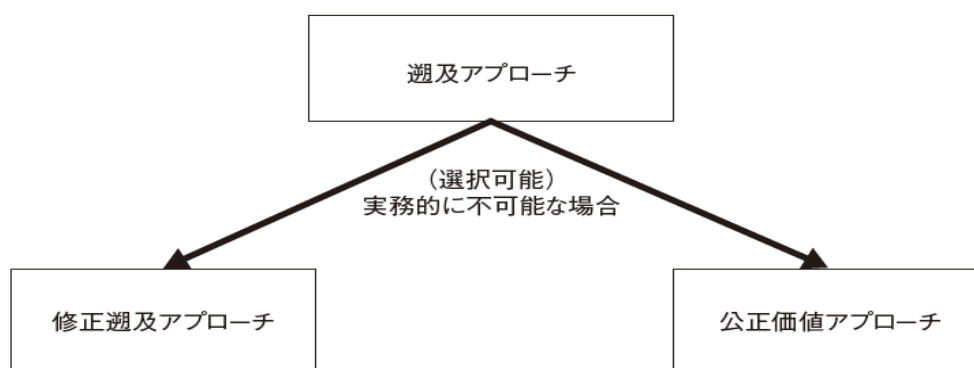 遡及アプローチ
（選択可能）
実務的に不可能な場合
修正遡及アプローチ
公正価値アプローチ